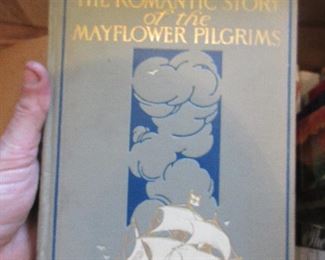 THE ROMANTIC STORY
of the
MAYFLOWER PILGRIMS